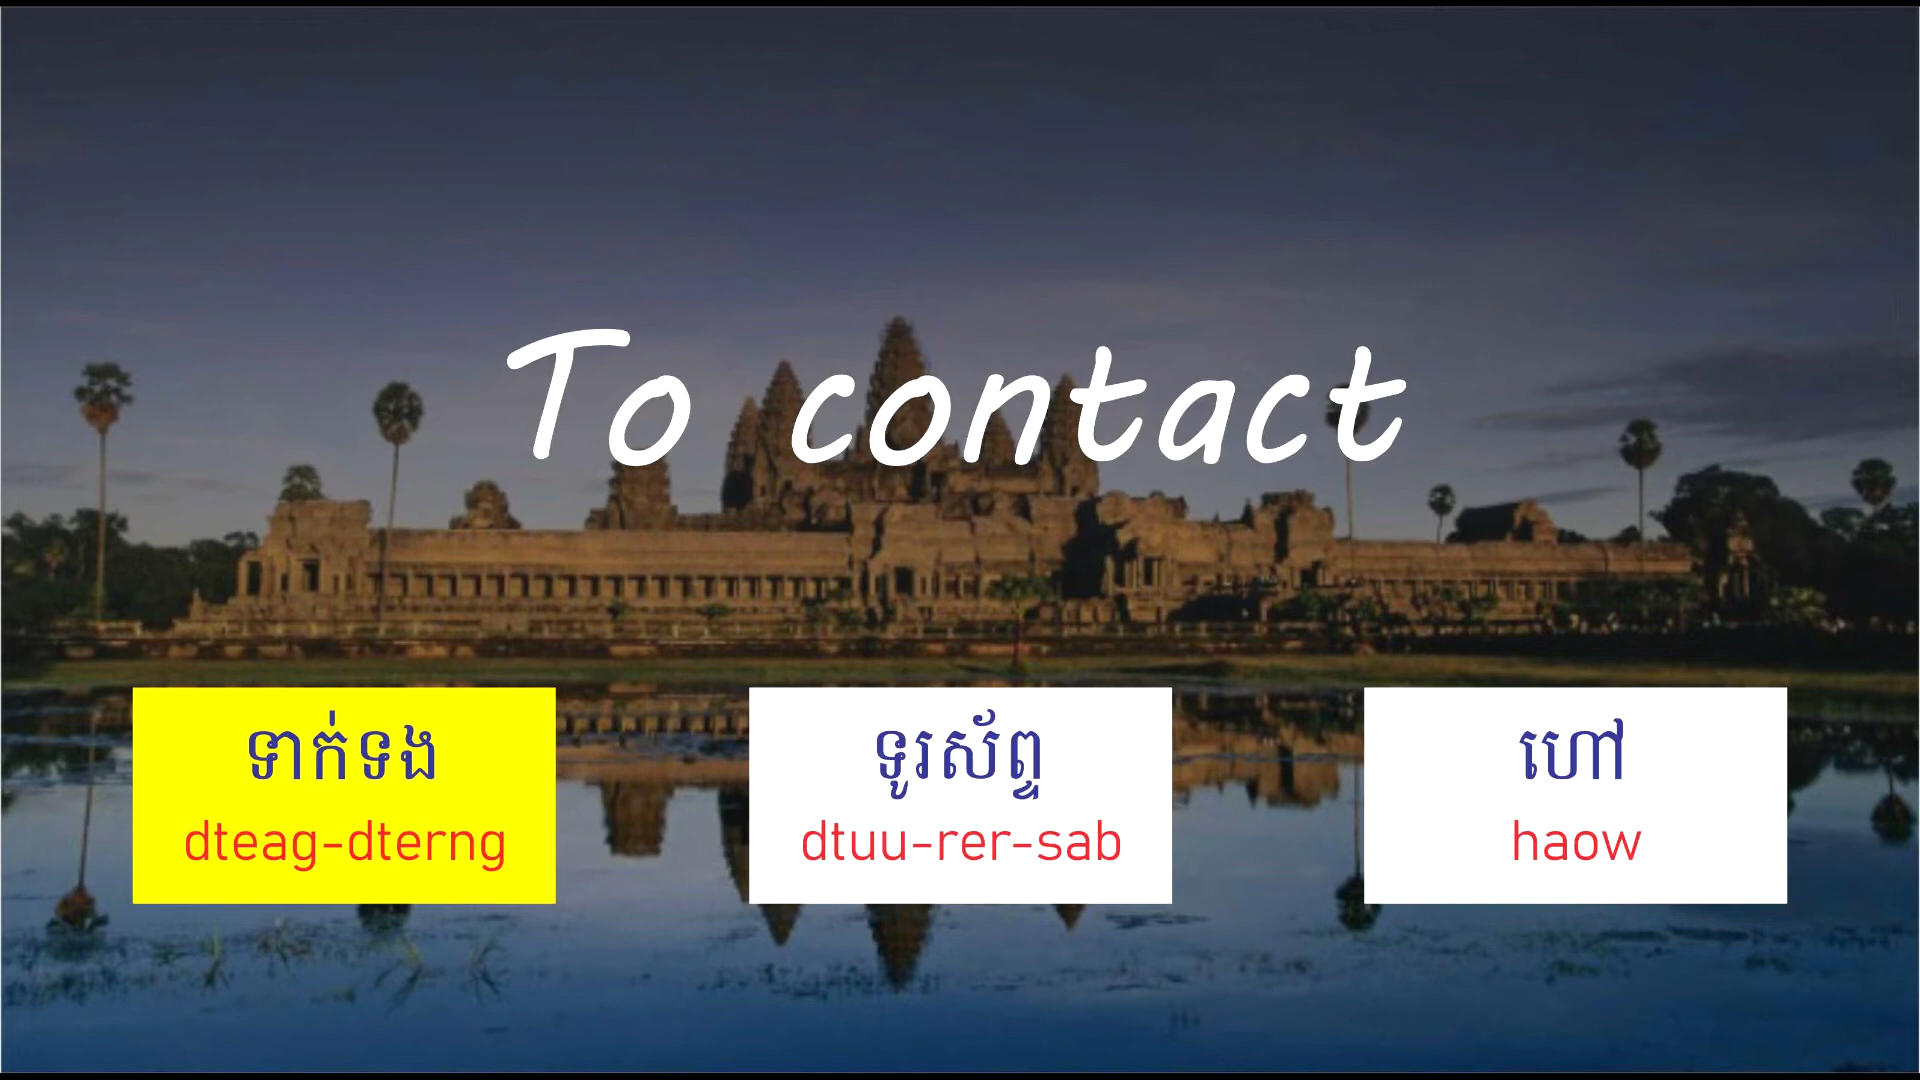 To contact
ទាក់ទង
dteag-dterng
ទូរស័ព្ទ
dtuu-rer-sab
ហៅ
haow